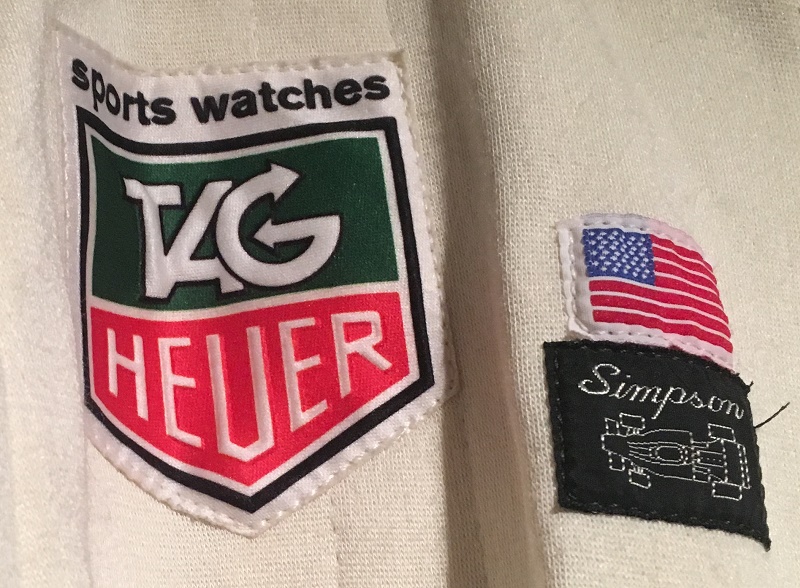 sports watches
TAG
HEUER
Simpson